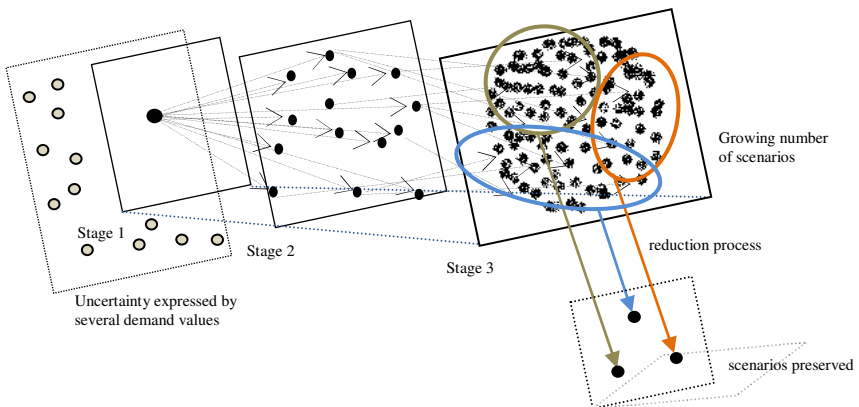 Stage 1
Stage 2
Stage 3
Growing number
of scenarios
reduction process
Uncertainty expressed by
several demand values
scenarios preserved